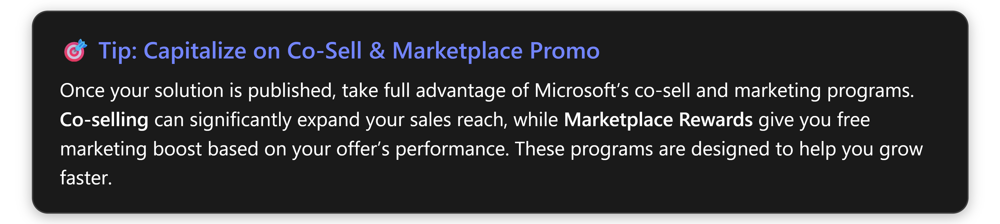 Tip: Capitalize on Co-Sell & Marketplace Promo
Once your solution is published, take full advantage of Microsoft’s co-sell and marketing programs.
Co-selling can significantly expand your sales reach, while Marketplace Rewards give you free
marketing boost based on your offer’s performance. These programs are designed to help you grow
faster.